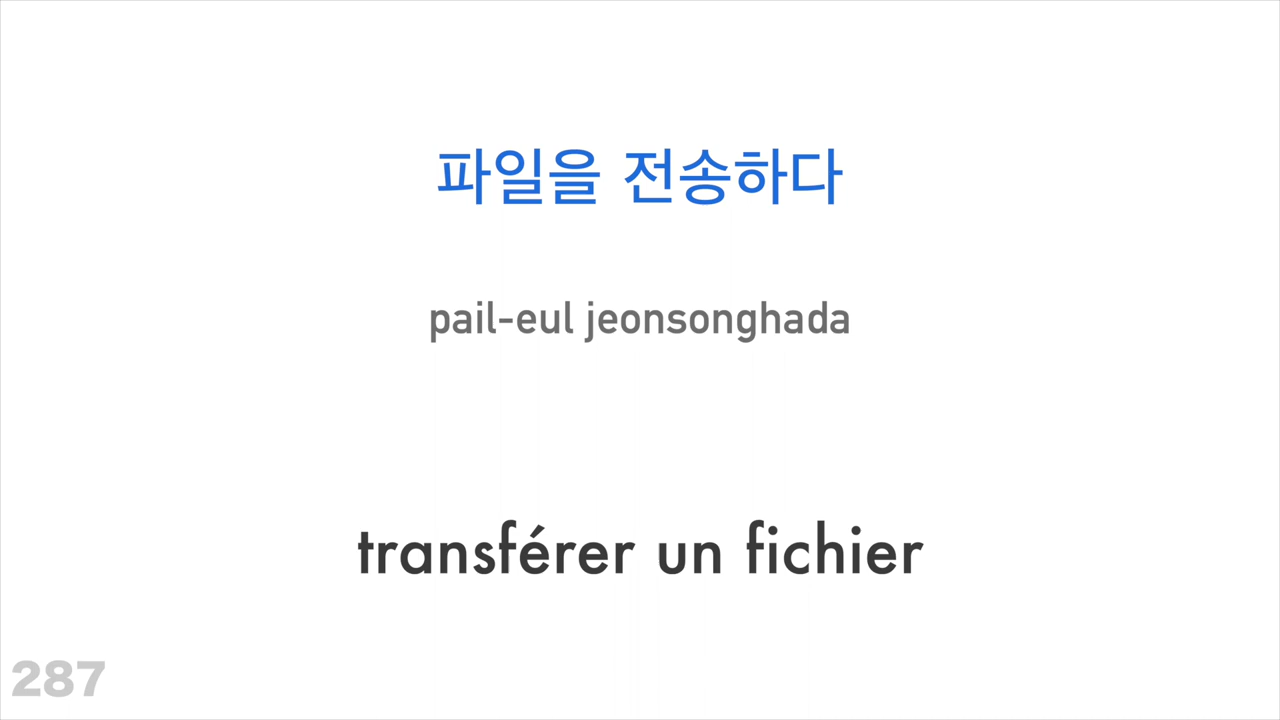 파일을 전송하다
pail-eul jeonsonghada
transférer un fichier
287